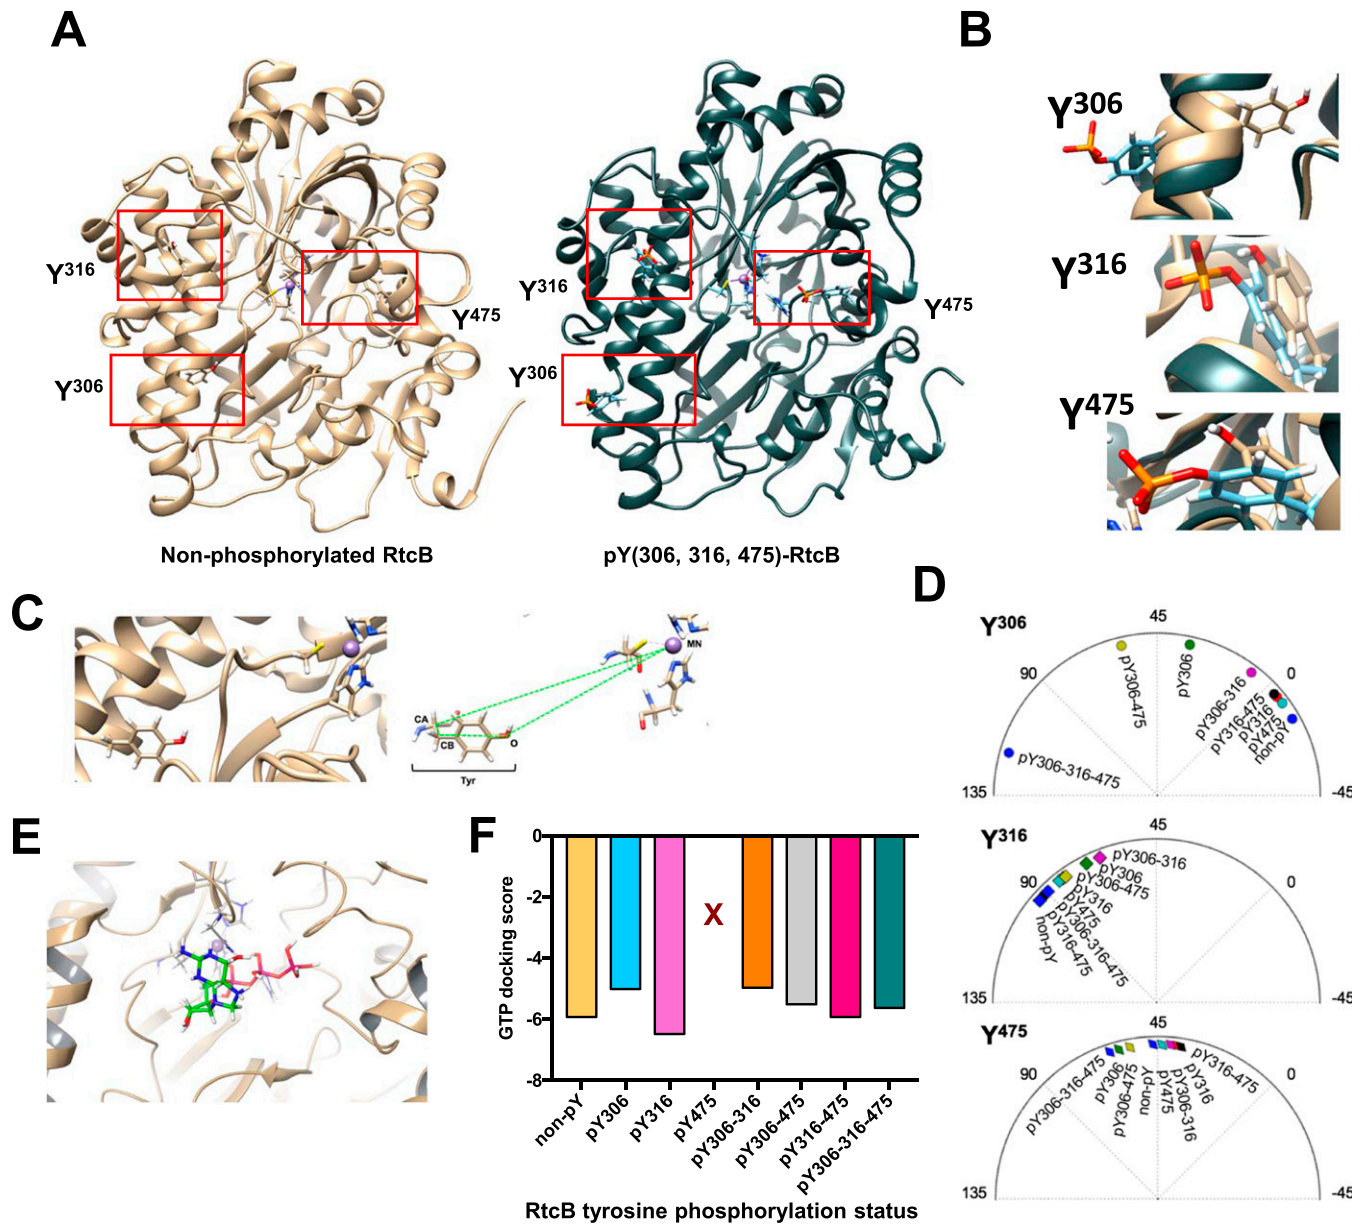 A
B
Y316
Y475
Y306
Non-phosphorylated RtcB
Y316
Y475
Y306
pY(306, 316, 475)-RtcB
Y306
Y316
Y475
C
MN
CA
CB
O
Tyr
D
Y306
45
90
0
135
-45
pY306-475
pY306
pY306-316
pY316-475
pY316
pY475
non-pY
pY306-316-475
Y316
45
90
0
135
-45
pY306-316
pY306
pY306-475
pY316
pY475
pY306-316-475
pY316-475
non-pY
Y475
45
90
0
135
-45
pY306-316-475
pY306
pY306-475
non-pY
pY475
pY306-316
pY316
pY316-475
E
F
GTP docking score
0
-2
-4
-6
-8
X
non-pY
pY306
pY316
pY475
pY306-316
pY306-475
pY316-475
pY306-316-475
RtcB tyrosine phosphorylation status